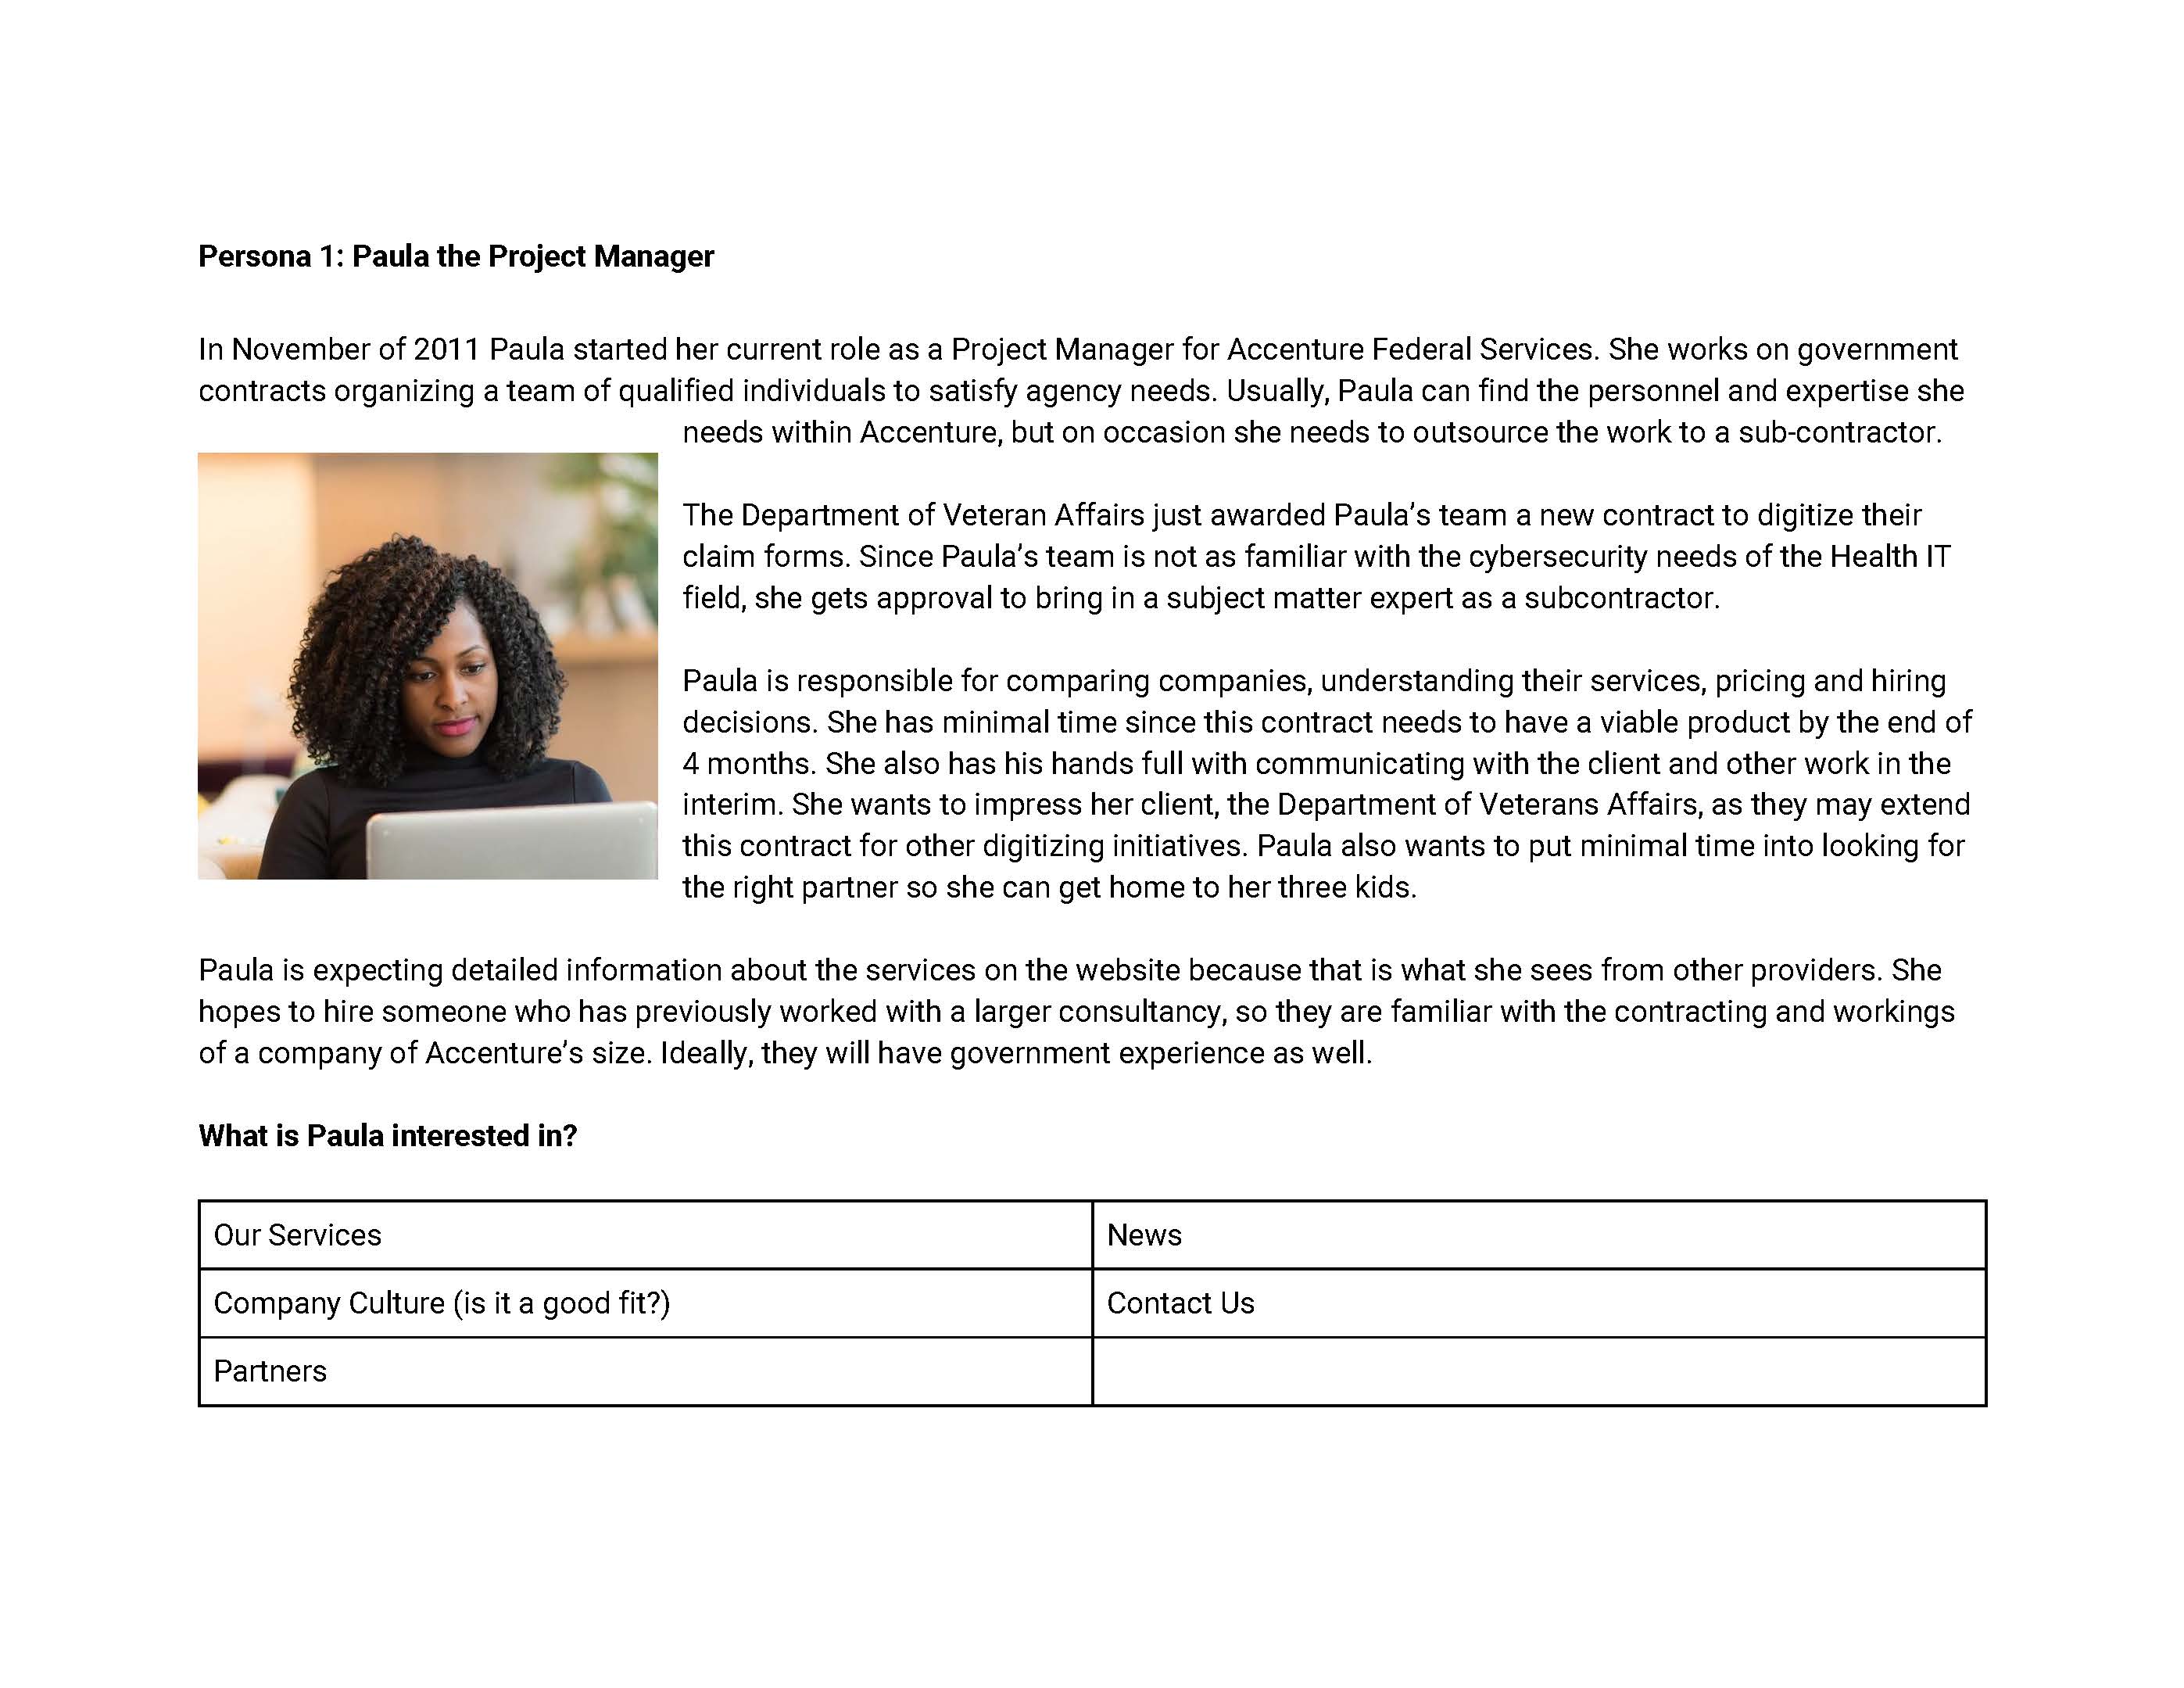 Persona 1: Paula the Project Manager
In November of 2011 Paula started her current role as a Project Manager for Accenture Federal Services. She works on government
contracts organizing a team of qualified individuals to satisfy agency needs. Usually, Paula can find the personnel and expertise she
needs within Accenture, but on occasion she needs to outsource the work to a sub-contractor.
The Department of Veteran Affairs just awarded Paula’s team a new contract to digitize their
claim forms. Since Paula’s team is not as familiar with the cybersecurity needs of the Health IT
field, she gets approval to bring in a subject matter expert as a subcontractor.
Paula is responsible for comparing companies, understanding their services, pricing and hiring
decisions. She has minimal time since this contract needs to have a viable product by the end of
4 months. She also has his hands full with communicating with the client and other work in the
interim. She wants to impress her client, the Department of Veterans Affairs, as they may extend
this contract for other digitizing initiatives. Paula also wants to put minimal time into looking for
the right partner so she can get home to her three kids.
Paula is expecting detailed information about the services on the website because that is what she sees from other providers. She
hopes to hire someone who has previously worked with a larger consultancy, so they are familiar with the contracting and workings
of a company of Accenture’s size. Ideally, they will have government experience as well.
What is Paula interested in?
Our Services
News
Company Culture (is it a good fit?)
Contact Us
Partners